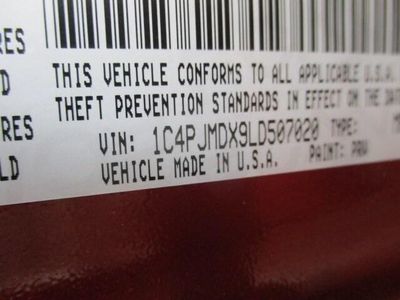 RES
D
THIS VEHICLE CONFORMS TO ALL APPLICABLE U.S.A.
THEFT PREVENTION STANDARDS IN EFFECT ON THE DATE
RES
VIN: 1C4PJMDX9LD507020 TYPE:
LD
VEHICLE MADE IN U.S.A. PAINT: PRV